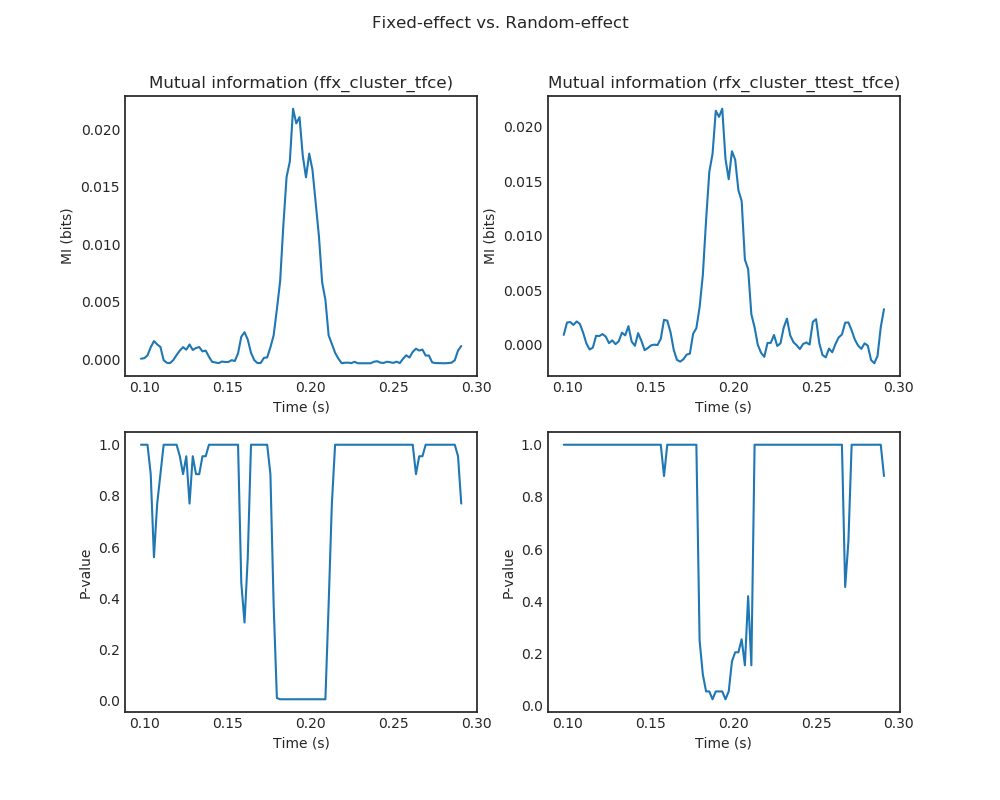 Fixed-effect vs. Random-effect
Mutual information (ffx_cluster_tfce)
0.020
0.015
0.010
0.005
0.000
MI (bits)
0.10 0.15 0.20 0.25 0.30
Time (s)
Mutual information (rfx_cluster_ttest_tfce)
0.020
0.015
0.010
0.005
0.000
MI (bits)
0.10 0.15 0.20 0.25 0.30
Time (s)
1.0
0.8
0.6
0.4
0.2
0.0
P-value
0.10 0.15 0.20 0.25 0.30
Time (s)
1.0
0.8
0.6
0.4
0.2
0.0
P-value
0.10 0.15 0.20 0.25 0.30
Time (s)